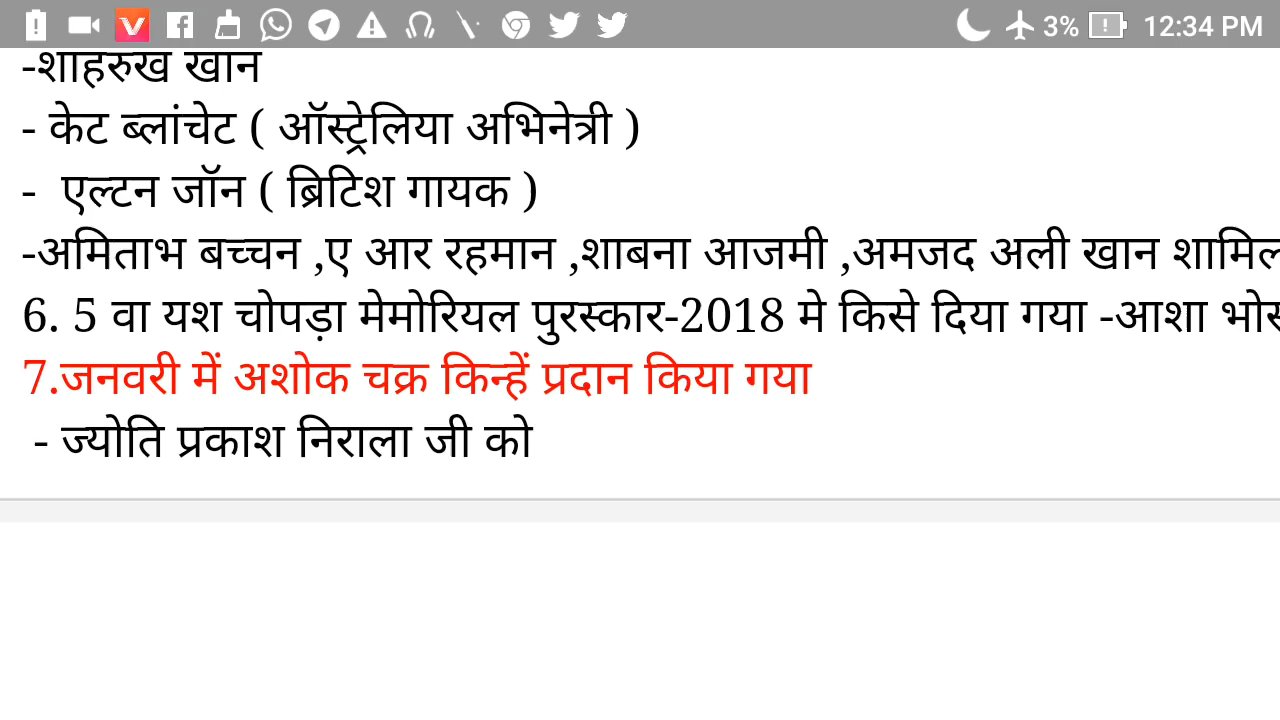 3% 12:34 PM
-शाहरुख खान
- केट ब्लांचेट ( ऑस्ट्रेलिया अभिनेत्री )
- एल्टन जॉन ( ब्रिटिश गायक )
-अमिताभ बच्चन ,ए आर रहमान ,शाबना आजमी ,अमजद अली खान शामिल
6. 5 वा यश चोपड़ा मेमोरियल पुरस्कार-2018 मे किसे दिया गया -आशा
7.जनवरी में अशोक चक्र किन्हें प्रदान किया गया
- ज्योति प्रकाश निराला जी को